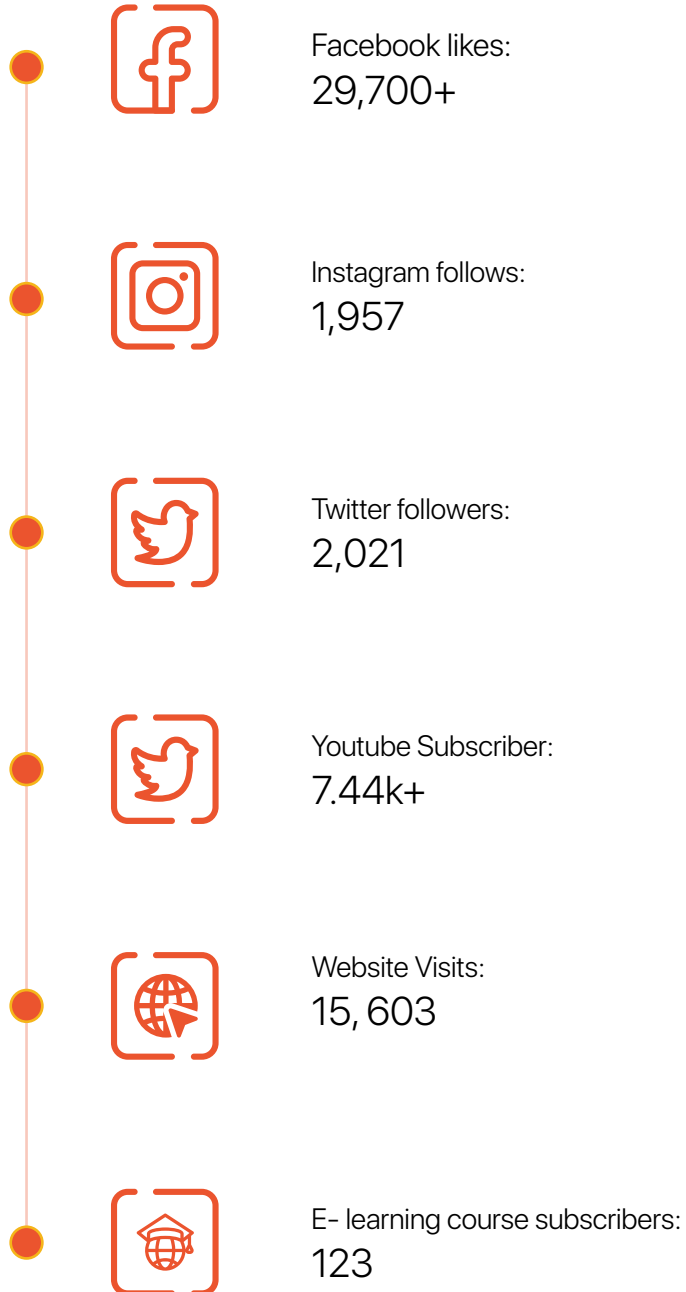 Facebook likes:
29,700+
Instagram follows:
1,957
Twitter followers:
2,021
Youtube Subscriber:
7.44k+
Website Visits:
15, 603
E- learning course subscribers:
123